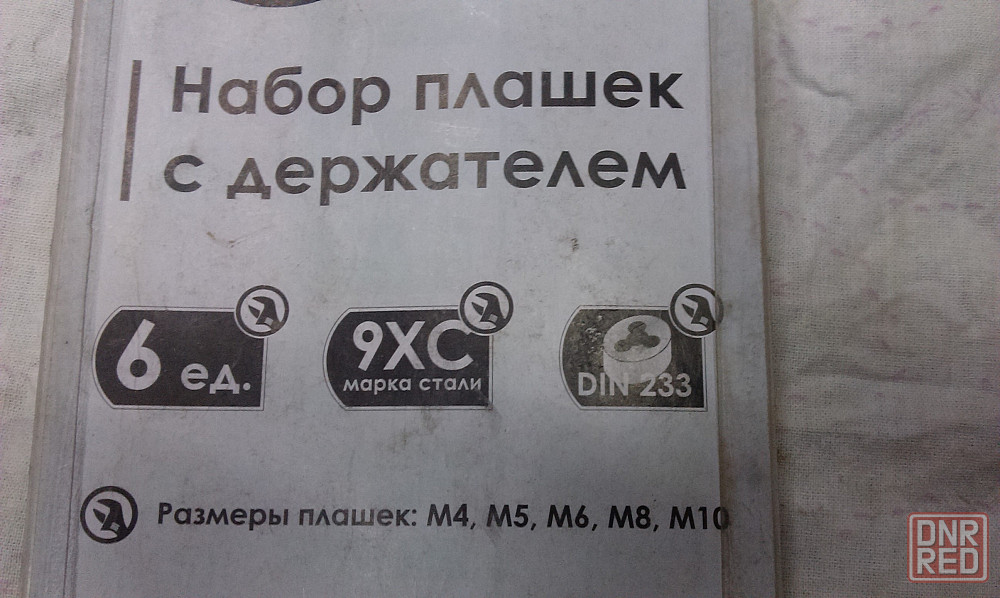 Набор плашек
с держателем
6 ед.
9ХС
марка стали
DIN 233
Размеры плашек: М4, М5, М6, М8, М10
DNR
RED